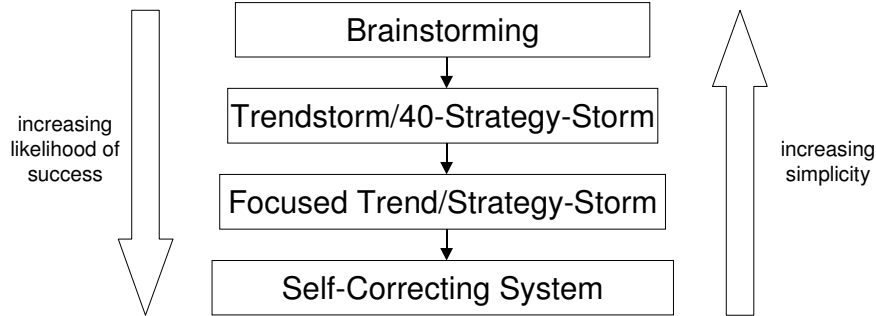 Brainstorming
Trendstorm/40-Strategy-Storm
increasing
likelihood of
success
increasing
simplicity
Focused Trend/Strategy-Storm
Self-Correcting System